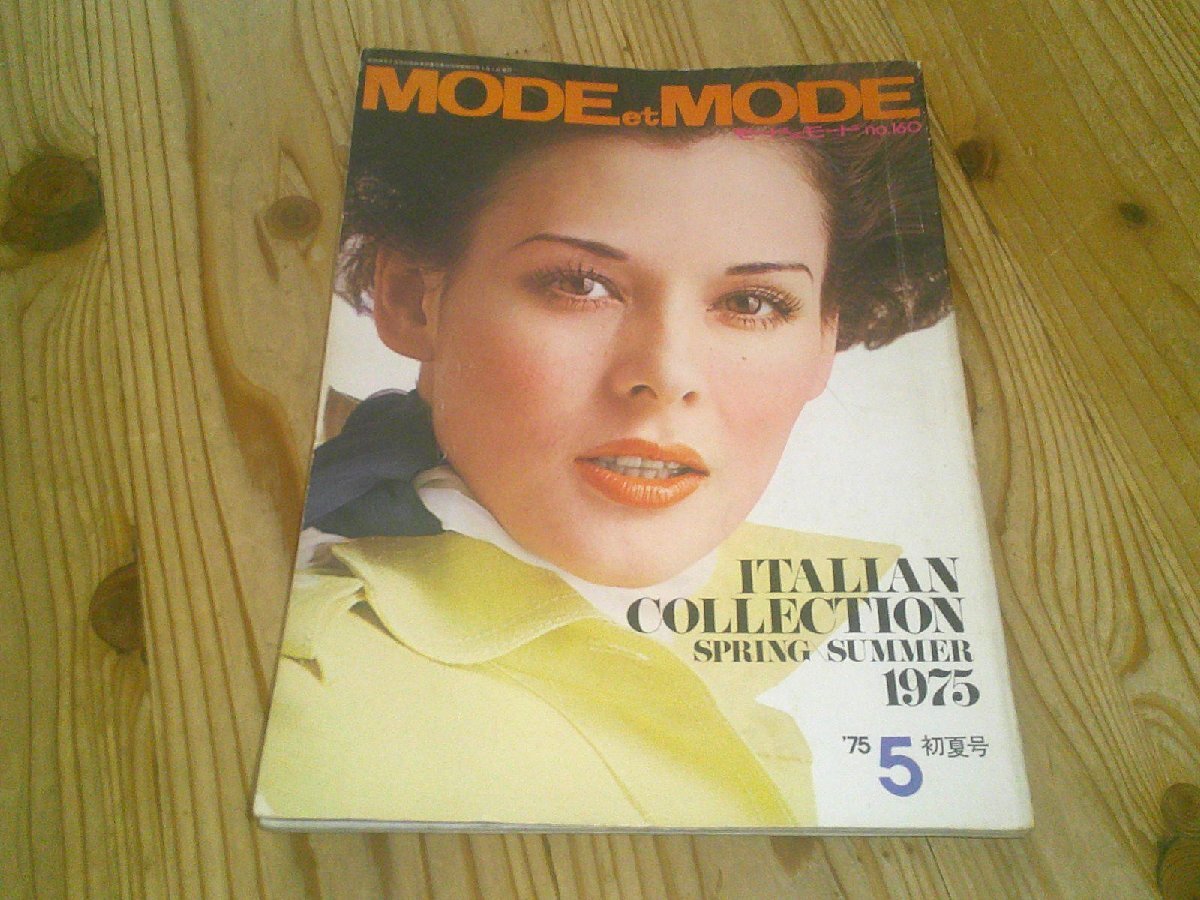 MODE et MODE
モードェモード no.160
ITALIAN
COLLECTION
SPRING×SUMMER
1975
'75 5 初夏号